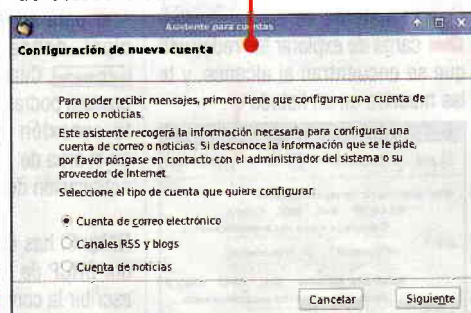 Asistente para cuentas
Configuración de nueva cuenta
Para poder recibir mensajes, primero tiene que configurar una cuenta de
correo o noticias.
Este asistente recogerá la información necesaria para configurar una
cuenta de correo o noticias. Si desconoce la información que se le pide,
por favor póngase en contacto con el administrador del sistema o su
proveedor de Internet.
Seleccione el tipo de cuenta que quiere configurar:
Cuenta de correo electrónico
Canales RSS y blogs
Cuenta de noticias
Cancelar
Siguiente